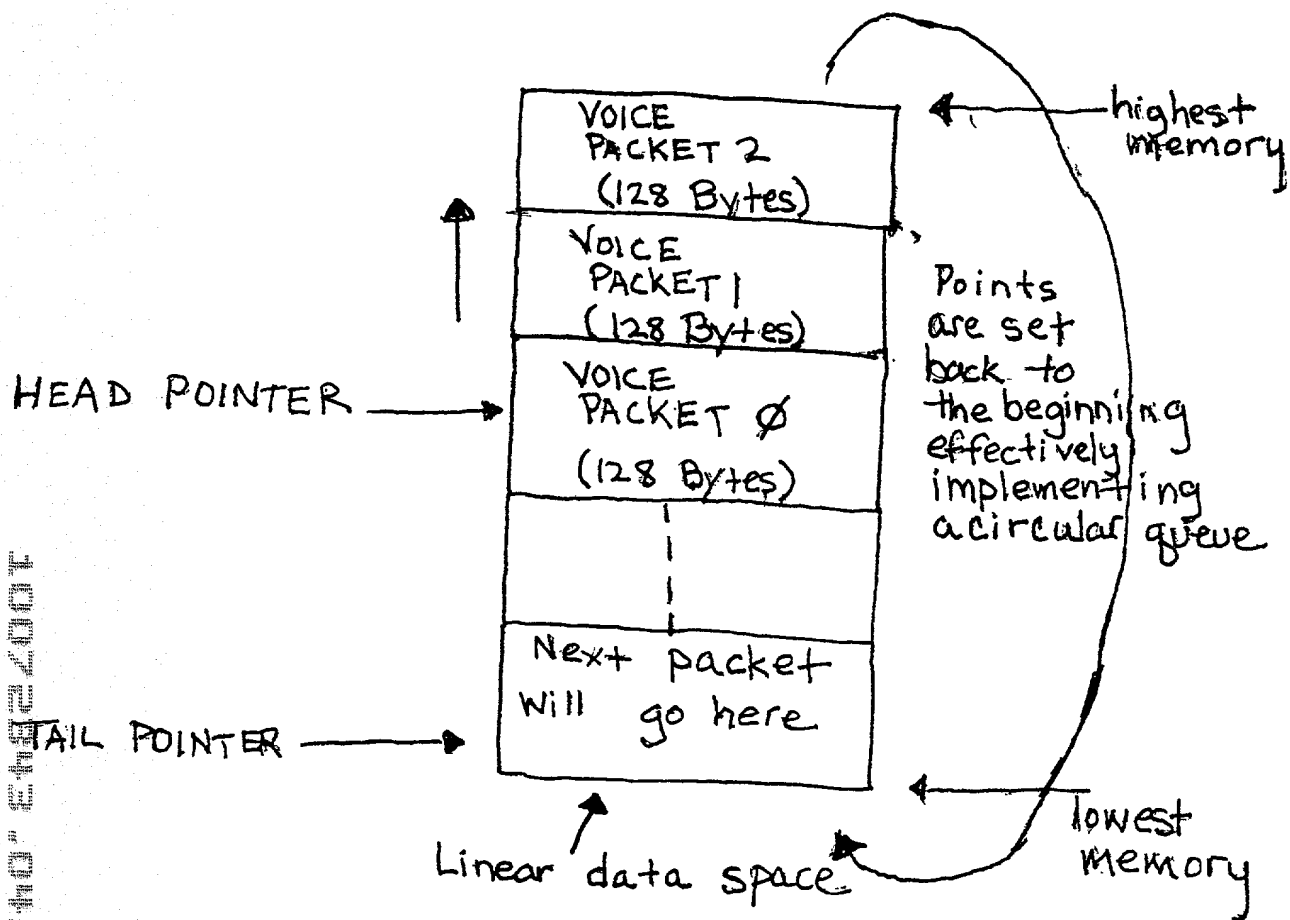 VOICE
PACKET 2
(128 Bytes)
highest
memory
VOICE
PACKET 1
(128 Bytes)
HEAD POINTER
VOICE
PACKET Ø
(128 Bytes)
Points
are set
back to
the beginning
effectively
implementing
a circular queue
Next packet
will go here
TAIL POINTER
lowest
memory
Linear data space